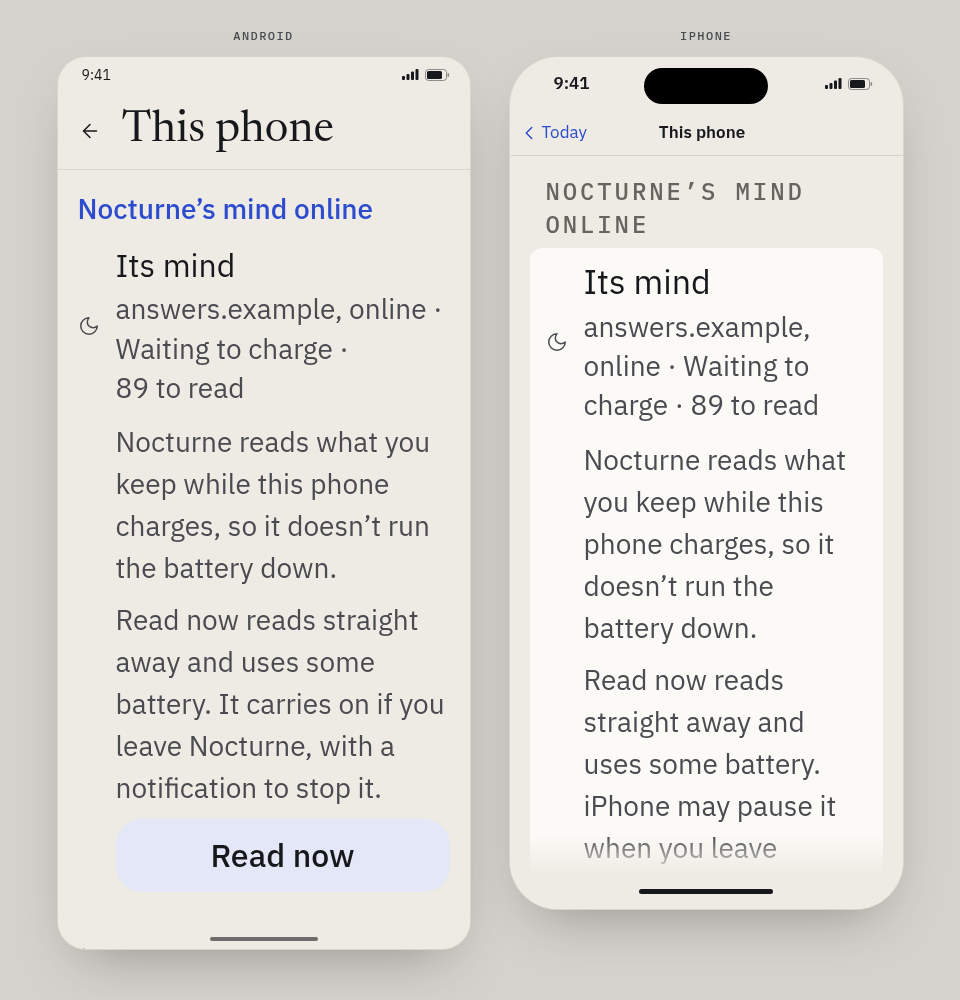 ANDROID
9:41
This phone
Nocturne’s mind online
Its mind
answers.example, online ·
Waiting to charge ·
89 to read
Nocturne reads what you
keep while this phone
charges, so it doesn’t run
the battery down.
Read now reads straight
away and uses some
battery. It carries on if you
leave Nocturne, with a
notification to stop it.
Read now
IPHONE
9:41
Today
This phone
NOCTURNE’S MIND
ONLINE
Its mind
answers.example,
online · Waiting to
charge · 89 to read
Nocturne reads what
you keep while this
phone charges, so it
doesn’t run the
battery down.
Read now reads
straight away and
uses some battery.
iPhone may pause it
when you leave